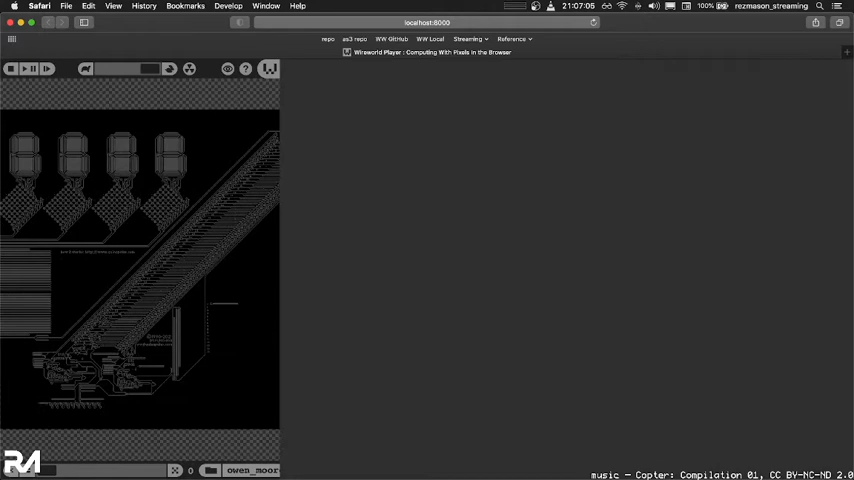 Safari File Edit View History Bookmarks Develop Window Help
100% 21:07:05 rezmason_streaming
localhost:8000
repo as3 repo WW GitHub WW Local Streaming Reference
Wireworld Player : Computing With Pixels in the Browser
0 owen_moor
RM
music — Copter: Compilation 01, CC BY-NC-ND 2.0